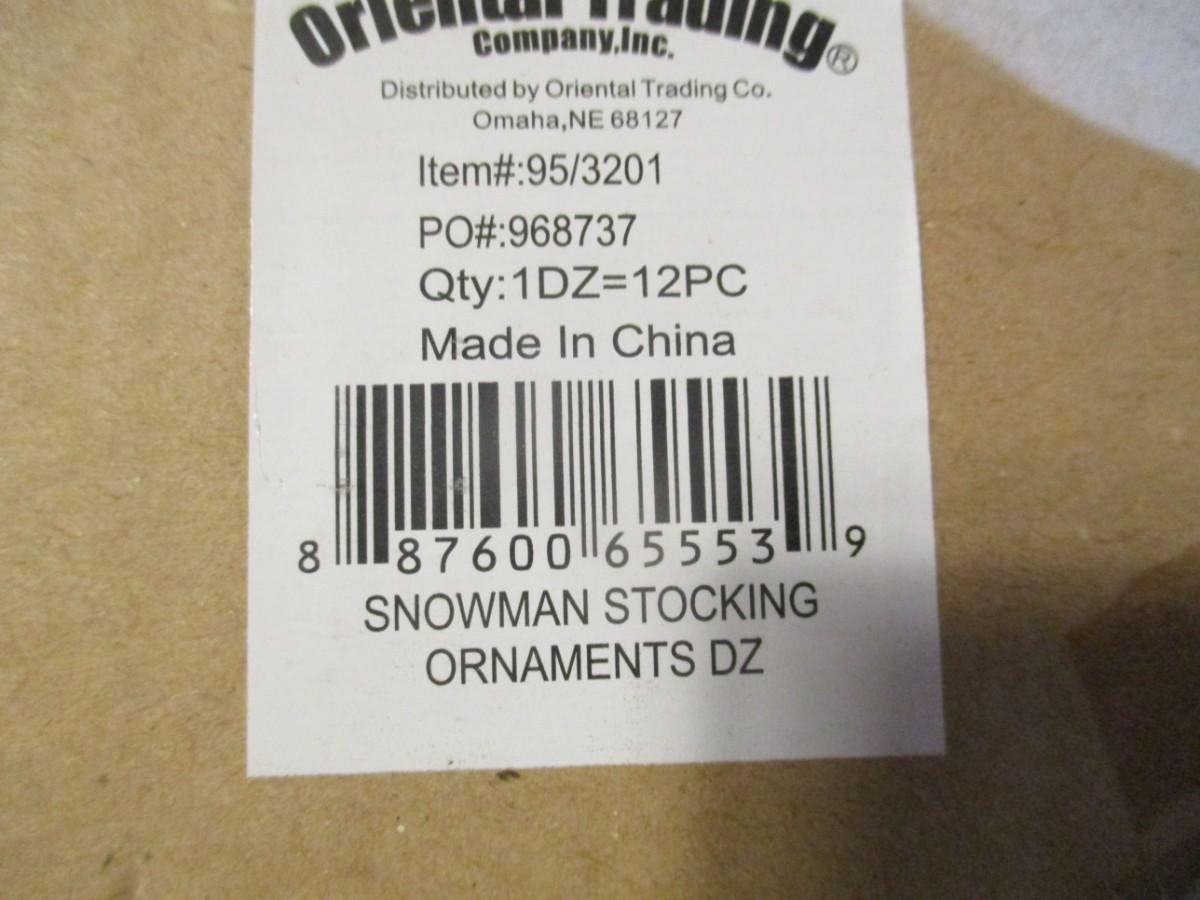 Oriental Trading
Company,Inc.®
Distributed by Oriental Trading Co.
Omaha,NE 68127
Item#:95/3201
PO#:968737
Qty:1DZ=12PC
Made In China
8 87600 65553 9
SNOWMAN STOCKING
ORNAMENTS DZ